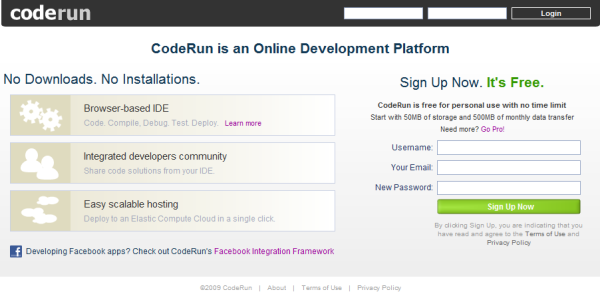 coderun
Login
CodeRun is an Online Development Platform
No Downloads. No Installations.
Browser-based IDE
Code. Compile, Debug. Test. Deploy. Learn more
Integrated developers community
Share code solutions from your IDE.
Easy scalable hosting
Deploy to an Elastic Compute Cloud in a single click.
Developing Facebook apps? Check out CodeRun's Facebook Integration Framework
Sign Up Now. It's Free.
CodeRun is free for personal use with no time limit
Start with 50MB of storage and 500MB of monthly data transfer
Need more? Go Pro!
Username:
Your Email:
New Password:
Sign Up Now
By clicking Sign Up, you are indicating that you
have read and agree to the Terms of Use and
Privacy Policy
©2009 CodeRun | About | Terms of Use | Privacy Policy